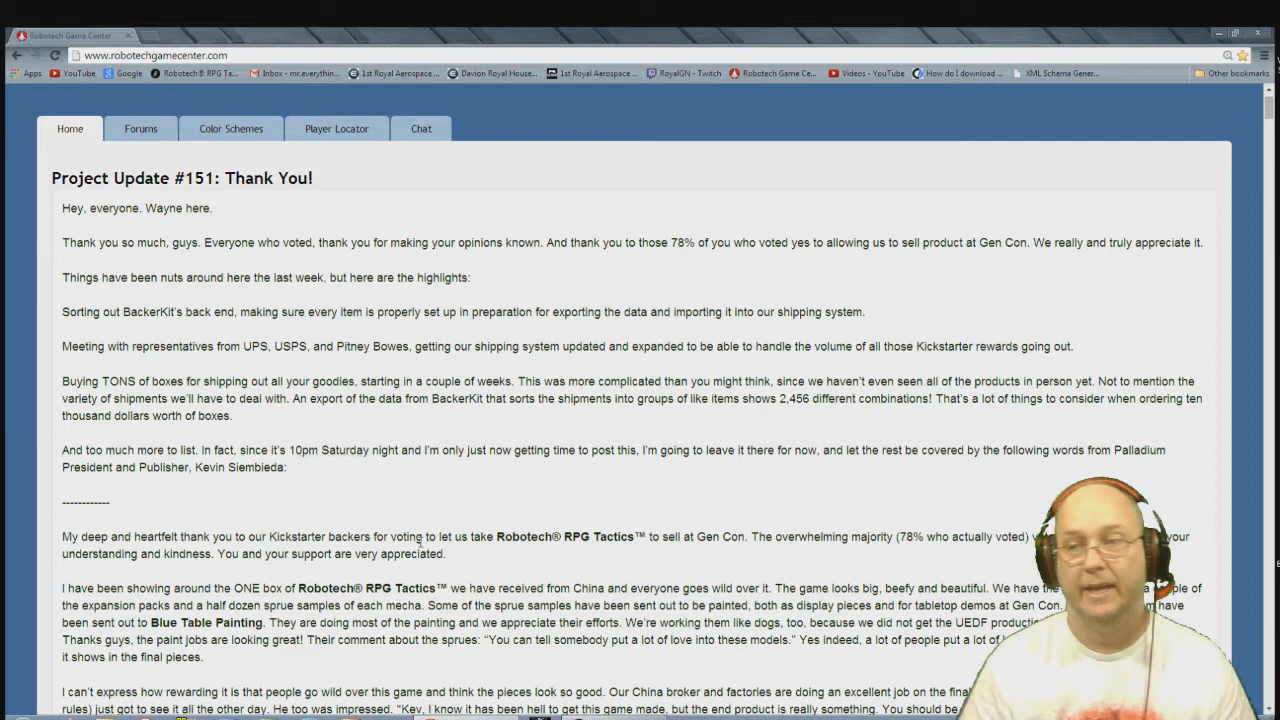 Robotech Game Center
www.robotechgamecenter.com
Apps YouTube Google Robotech® RPG Ta... Inbox - mr.everythin... 1st Royal Aerospace ... Davion Royal House... 1st Royal Aerospace ... RoyalGN - Twitch Robotech Game Ce... Videos - YouTube How do I download ... XML Schema Gener... Other bookmarks
Home Forums Color Schemes Player Locator Chat
Project Update #151: Thank You!
Hey, everyone. Wayne here.
Thank you so much, guys. Everyone who voted, thank you for making your opinions known. And thank you to those 78% of you who voted yes to allowing us to sell product at Gen Con. We really and truly appreciate it.
Things have been nuts around here the last week, but here are the highlights:
Sorting out BackerKit's back end, making sure every item is properly set up in preparation for exporting the data and importing it into our shipping system.
Meeting with representatives from UPS, USPS, and Pitney Bowes, getting our shipping system updated and expanded to be able to handle the volume of all those Kickstarter rewards going out.
Buying TONS of boxes for shipping out all your goodies, starting in a couple of weeks. This was more complicated than you might think, since we haven't even seen all of the products in person yet. Not to mention the
variety of shipments we'll have to deal with. An export of the data from BackerKit that sorts the shipments into groups of like items shows 2,456 different combinations! That's a lot of things to consider when ordering ten
thousand dollars worth of boxes.
And too much more to list. In fact, since it's 10pm Saturday night and I'm only just now getting time to post this, I'm going to leave it there for now, and let the rest be covered by the following words from Palladium
President and Publisher, Kevin Siembieda:
------------
My deep and heartfelt thank you to our Kickstarter backers for voting to let us take Robotech® RPG Tactics™ to sell at Gen Con. The overwhelming majority (78% who actually voted) your
understanding and kindness. You and your support are very appreciated.
I have been showing around the ONE box of Robotech® RPG Tactics™ we have received from China and everyone goes wild over it. The game looks big, beefy and beautiful. We have of
the expansion packs and a half dozen sprue samples of each mecha. Some of the sprue samples have been sent out to be painted, both as display pieces and for tabletop demos at Gen Con. have
been sent out to Blue Table Painting. They are doing most of the painting and we appreciate their efforts. We're working them like dogs, too, because we did not get the UEDF
Thanks guys, the paint jobs are looking great! Their comment about the sprues: “You can tell somebody put a lot of love into these models.” Yes indeed, a lot of people put a lot of
it shows in the final pieces.
I can't express how rewarding it is that people go wild over this game and think the pieces look so good. Our China broker and factories are doing an excellent job on the
rules) just got to see it all the other day. He too was impressed. “Kev, I know it has been hell to get this game made, but the end product is really something. You should be